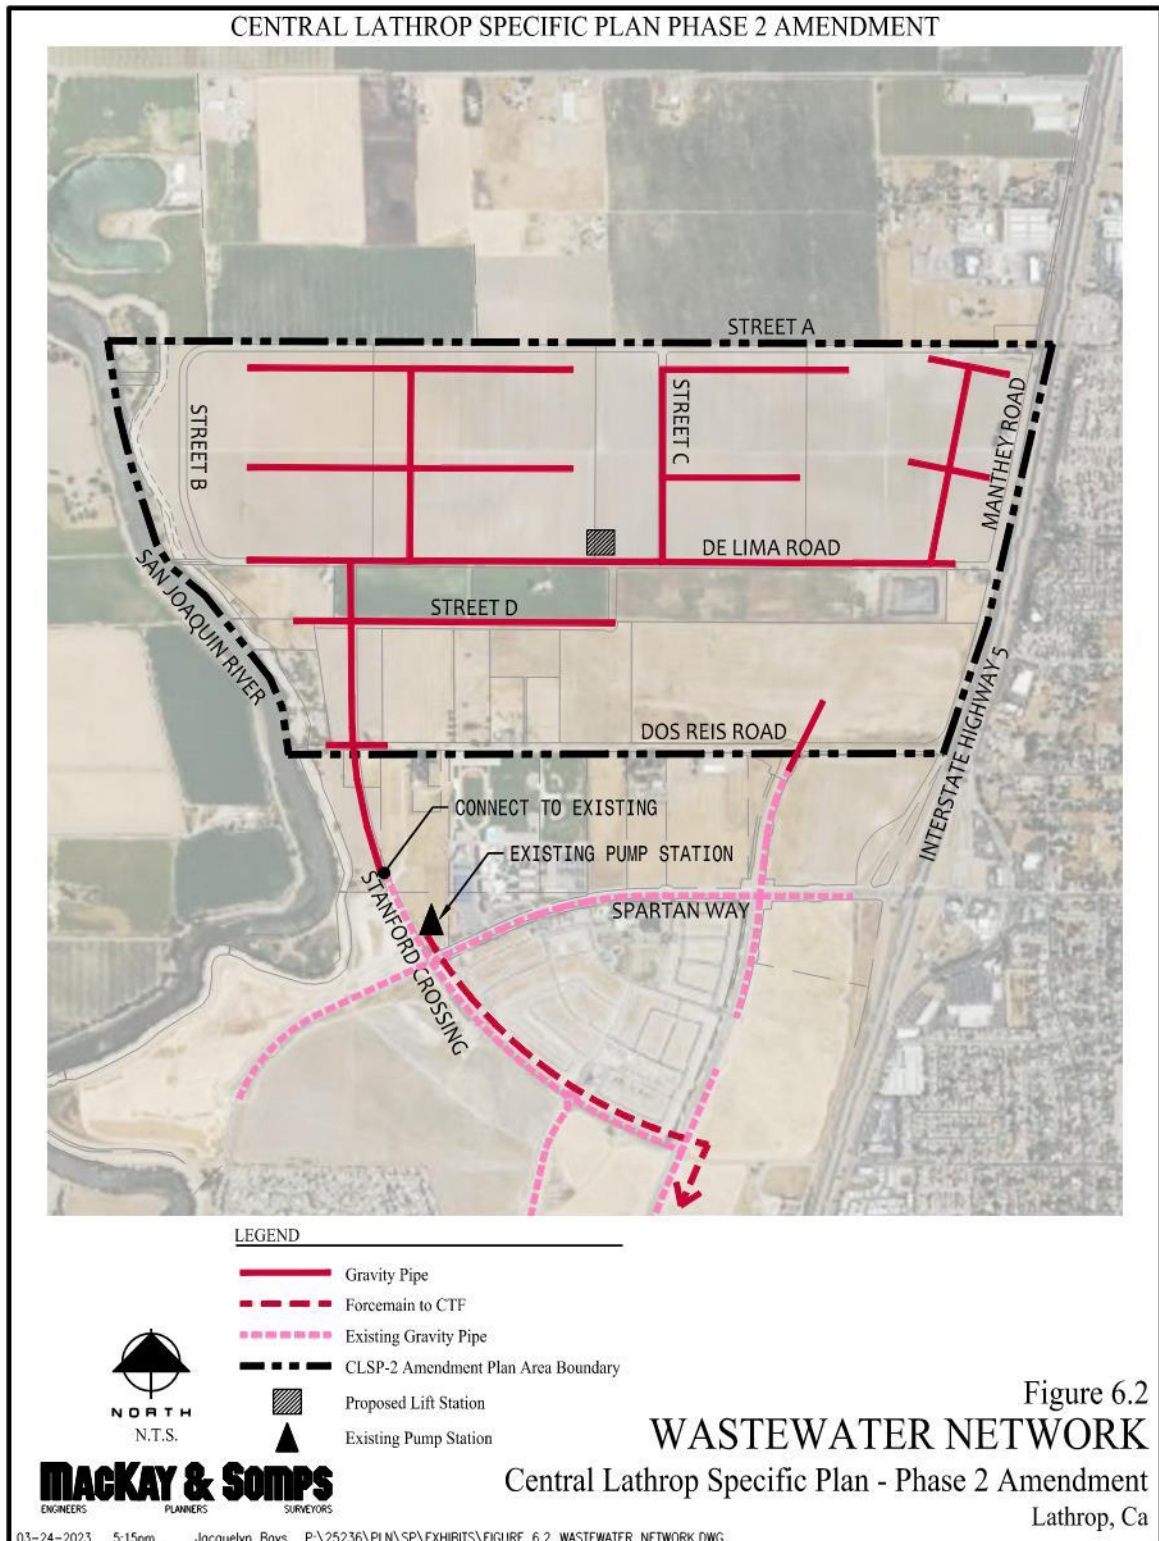 CENTRAL LATHROP SPECIFIC PLAN PHASE 2 AMENDMENT
STREET A
STREET B
STREET C
MANTHEY ROAD
DE LIMA ROAD
SAN JOAQUIN RIVER
STREET D
DOS REIS ROAD
INTERSTATE HIGHWAY 5
CONNECT TO EXISTING
EXISTING PUMP STATION
STANFORD CROSSING
SPARTAN WAY
LEGEND
Gravity Pipe
Forcemain to CTF
Existing Gravity Pipe
CLSP-2 Amendment Plan Area Boundary
Proposed Lift Station
Existing Pump Station
NORTH
N.T.S.
Figure 6.2
WASTEWATER NETWORK
Central Lathrop Specific Plan - Phase 2 Amendment
Lathrop, Ca
MACKAY & SOMPS
ENGINEERS PLANNERS SURVEYORS
03-24-2023 5:15pm Jacquelyn Bays P:\25236\PLN\SP\EXHIBITS\FIGURE 6.2 WASTEWATER NETWORK.DWG